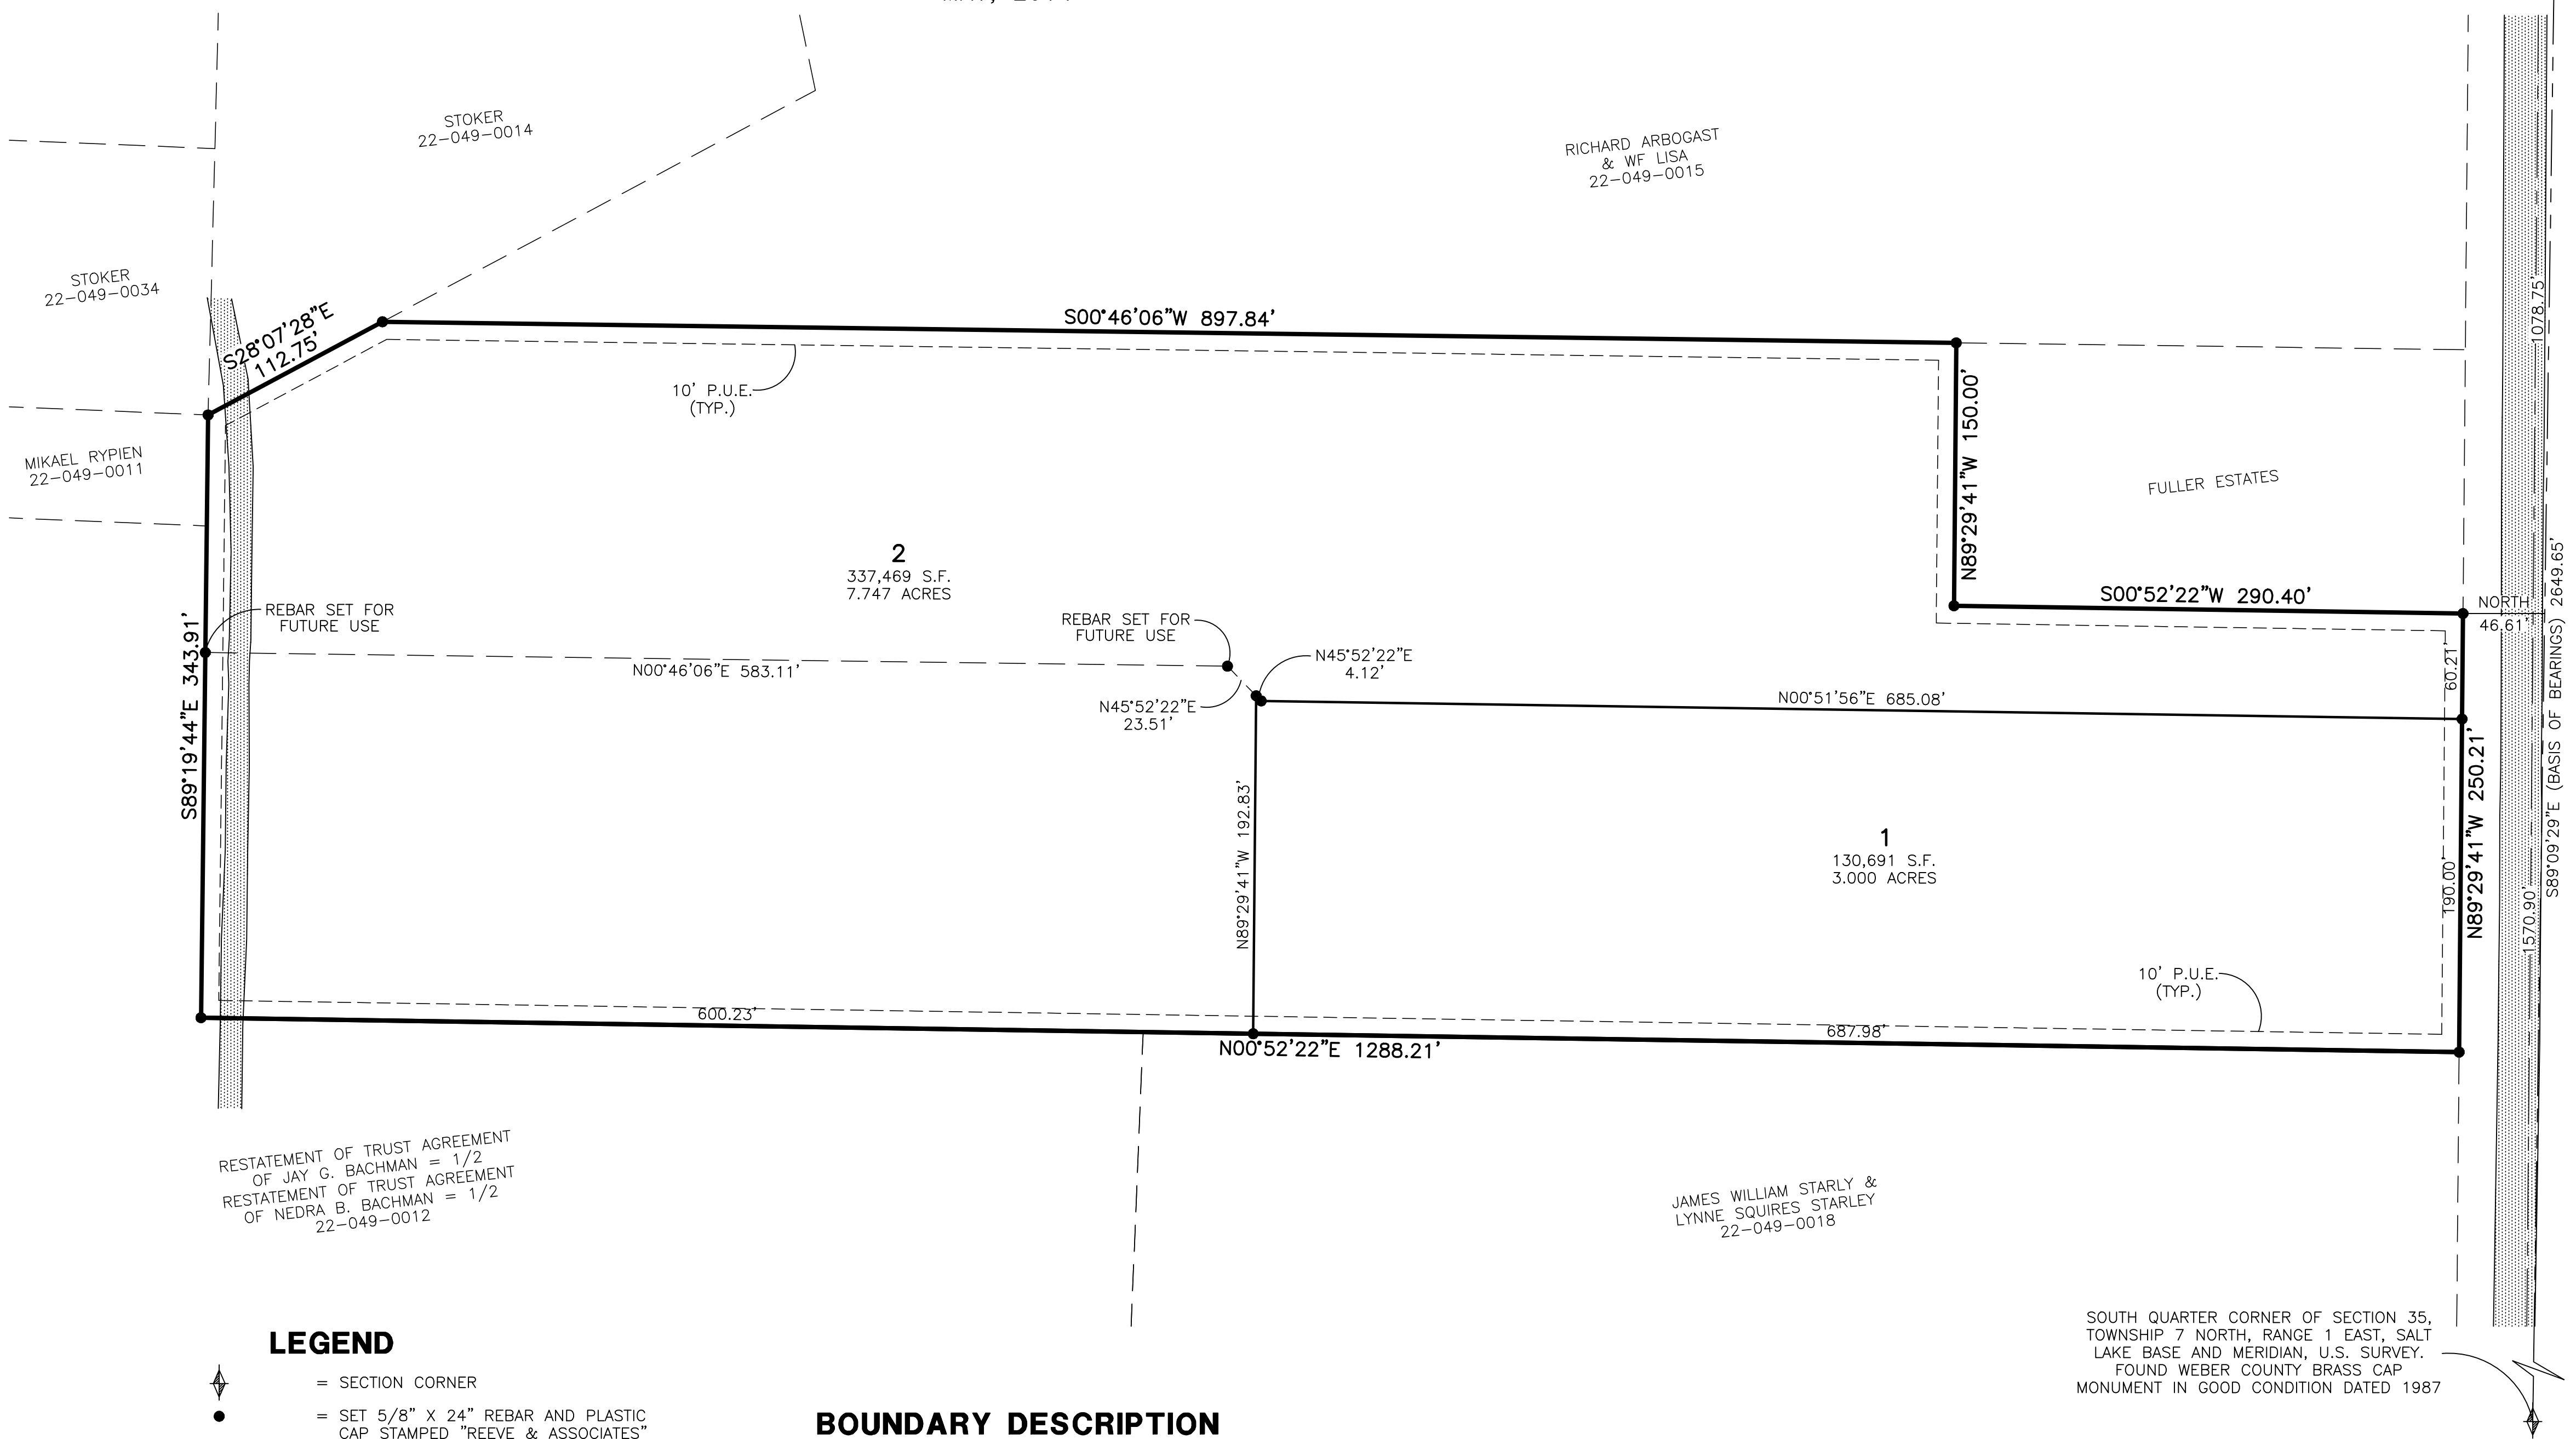 STOKER
22-049-0014
RICHARD ARBOGAST
& WF LISA
22-049-0015
STOKER
22-049-0034
S28°07'28"E
112.75'
S00°46'06"W 897.84'
1078.75'
10' P.U.E.
(TYP.)
N89°29'41"W 150.00'
MIKAEL RYPIEN
22-049-0011
FULLER ESTATES
2
337,469 S.F.
7.747 ACRES
REBAR SET FOR
FUTURE USE
REBAR SET FOR
FUTURE USE
S00°52'22"W 290.40'
NORTH
46.61'
S89°19'44"E 343.91'
N00°46'06"E 583.11'
N45°52'22"E
4.12'
N45°52'22"E
23.51'
N00°51'56"E 685.08'
60.21'
S89°09'29"E (BASIS OF BEARINGS) 2649.65'
N89°29'41"W 192.83'
1
130,691 S.F.
3.000 ACRES
190.00'
N89°29'41"W 250.21'
1570.90'
10' P.U.E.
(TYP.)
600.23'
687.98'
N00°52'22"E 1288.21'
RESTATEMENT OF TRUST AGREEMENT
OF JAY G. BACHMAN = 1/2
RESTATEMENT OF TRUST AGREEMENT
OF NEDRA B. BACHMAN = 1/2
22-049-0012
JAMES WILLIAM STARLY &
LYNNE SQUIRES STARLEY
22-049-0018
SOUTH QUARTER CORNER OF SECTION 35,
TOWNSHIP 7 NORTH, RANGE 1 EAST, SALT
LAKE BASE AND MERIDIAN, U.S. SURVEY.
FOUND WEBER COUNTY BRASS CAP
MONUMENT IN GOOD CONDITION DATED 1987
LEGEND
= SECTION CORNER
= SET 5/8" X 24" REBAR AND PLASTIC
CAP STAMPED "REEVE & ASSOCIATES"
BOUNDARY DESCRIPTION